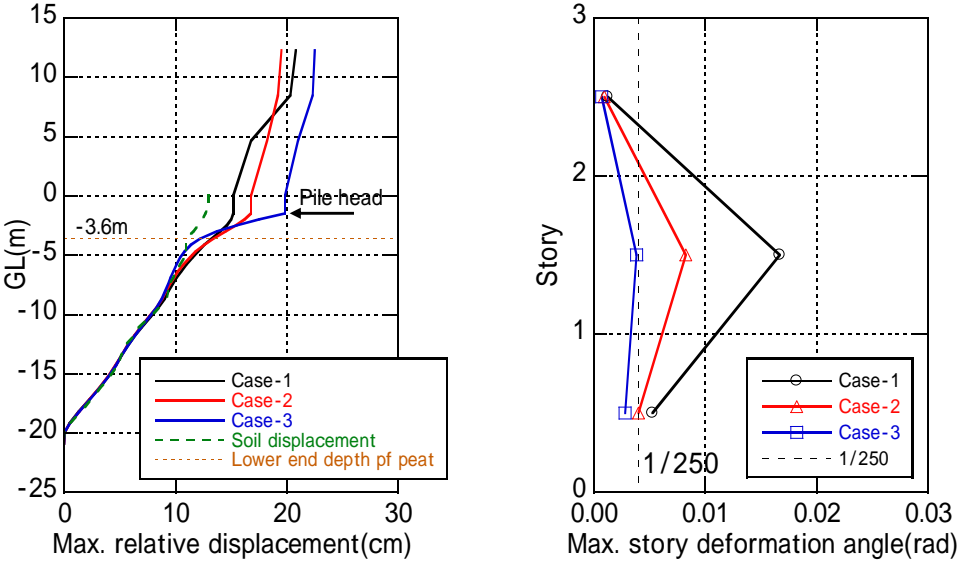 15
10
5
0
-5
-10
-15
-20
-25
GL(m)
-3.6m
Pile head
Case-1
Case-2
Case-3
Soil displacement
Lower end depth pf peat
0
10
20
30
Max. relative displacement(cm)
3
2
1
0
Story
1/250
Case-1
Case-2
Case-3
1/250
0.00
0.01
0.02
0.03
Max. story deformation angle(rad)